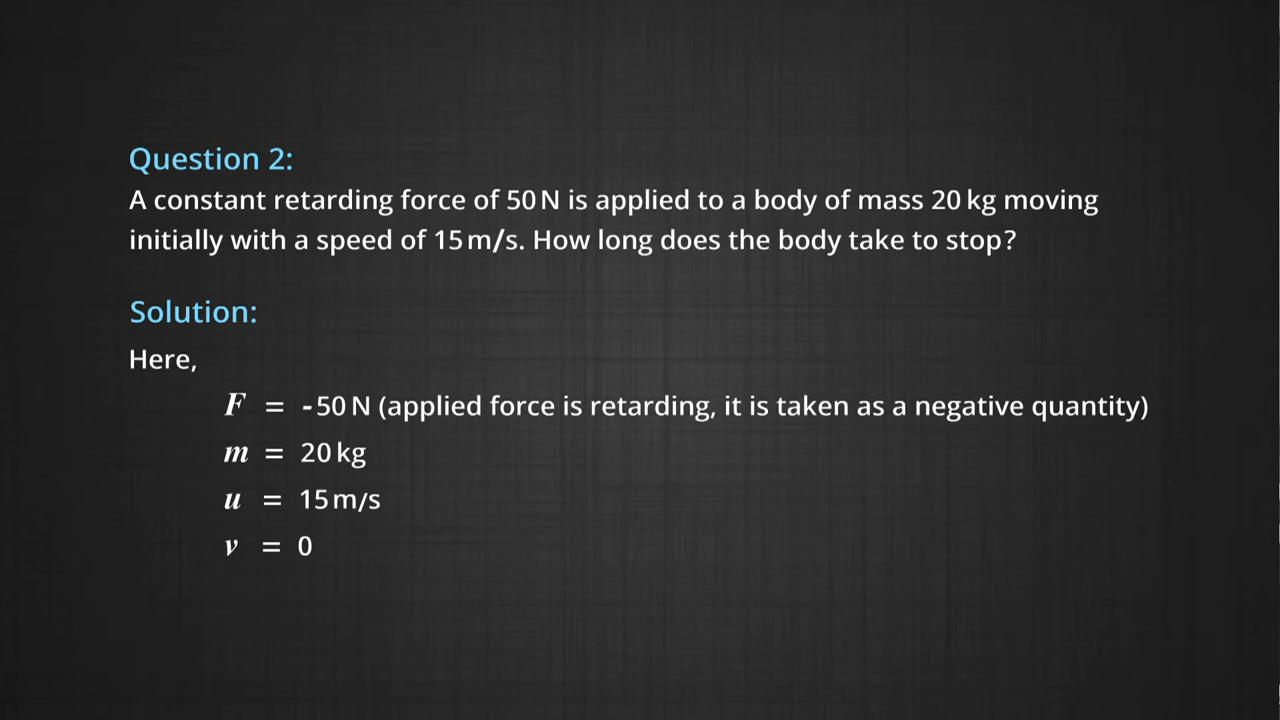 Question 2:
A constant retarding force of 50 N is applied to a body of mass 20 kg moving
initially with a speed of 15 m/s. How long does the body take to stop?
Solution:
Here,
F = -50 N (applied force is retarding, it is taken as a negative quantity)
m = 20 kg
u = 15 m/s
v = 0